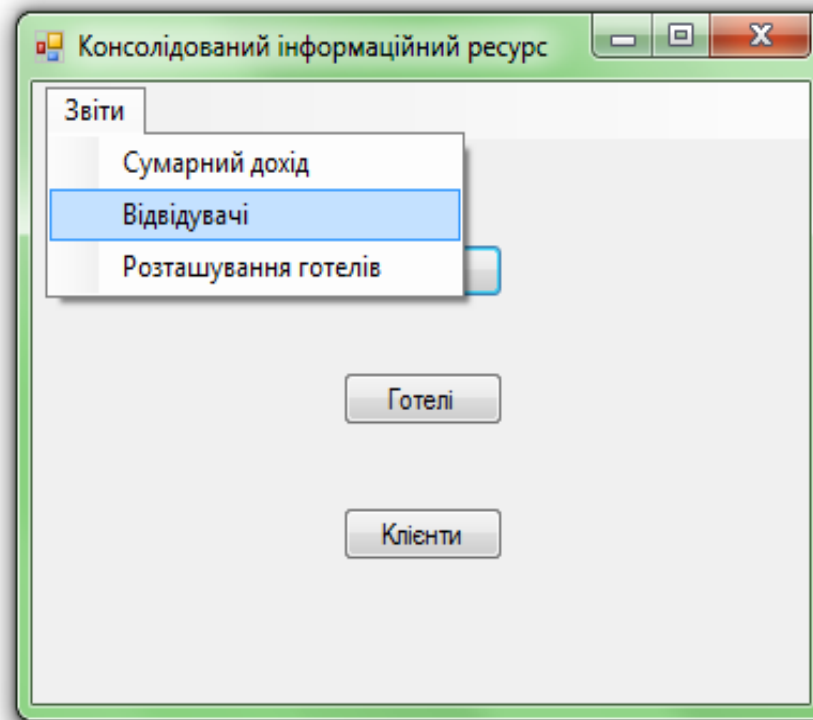 Консолідований інформаційний ресурс
Звіти
Сумарний дохід
Відвідувачі
Розташування готелів
Готелі
Клієнти